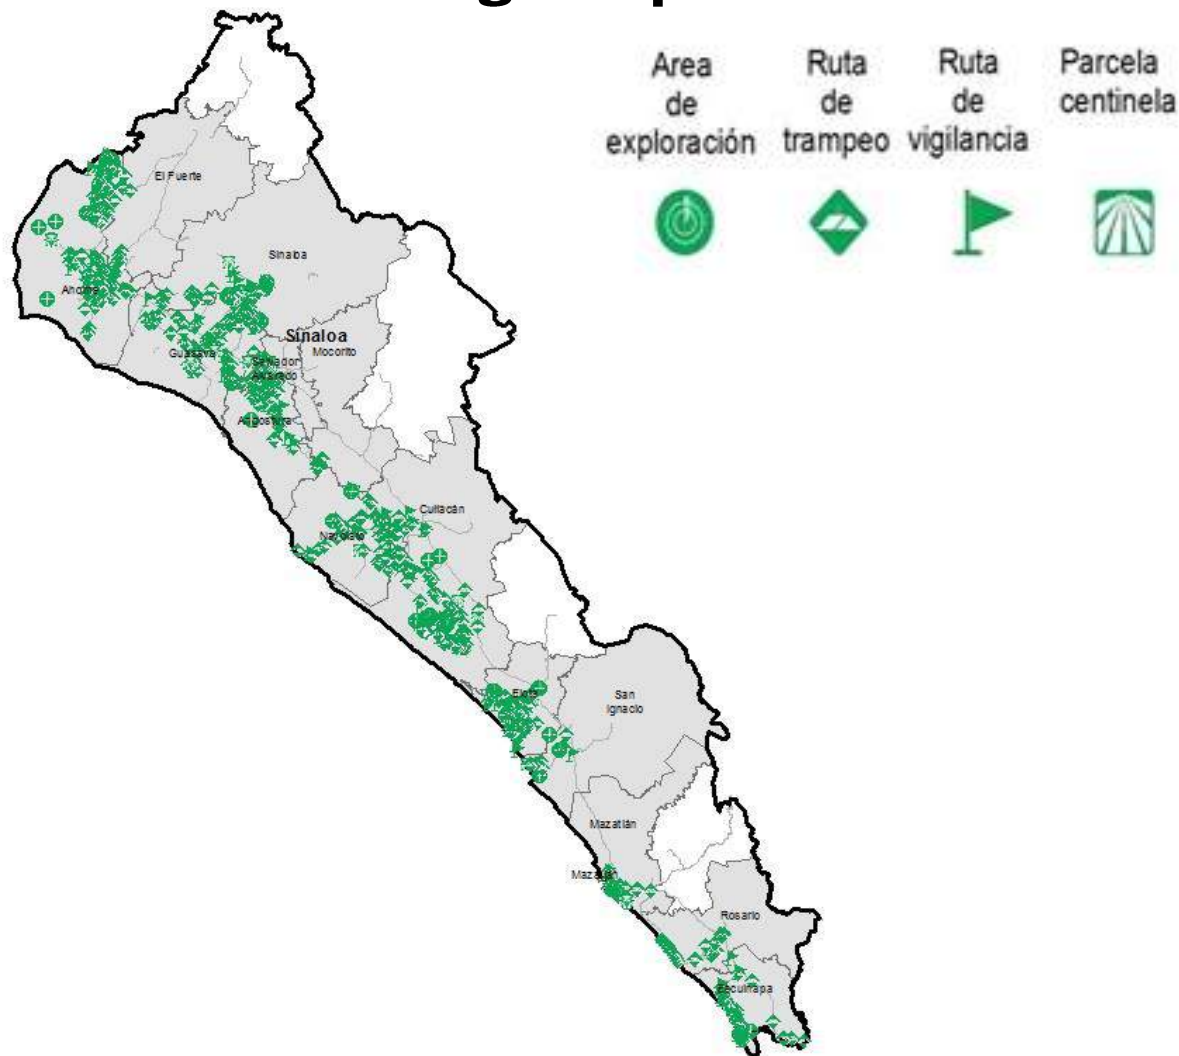 Area
de
exploración
Ruta
de
trampeo
Ruta
de
vigilancia
Parcela
centinela
El Fuerte
Sinaloa
Ahome
Sinaloa
Mocorito
Guasave
Salvador
Alvarado
Angostura
Culiacán
Navolato
Elota
San
Ignacio
Mazatlán
Mazatlán
Rosario
Escuinapa